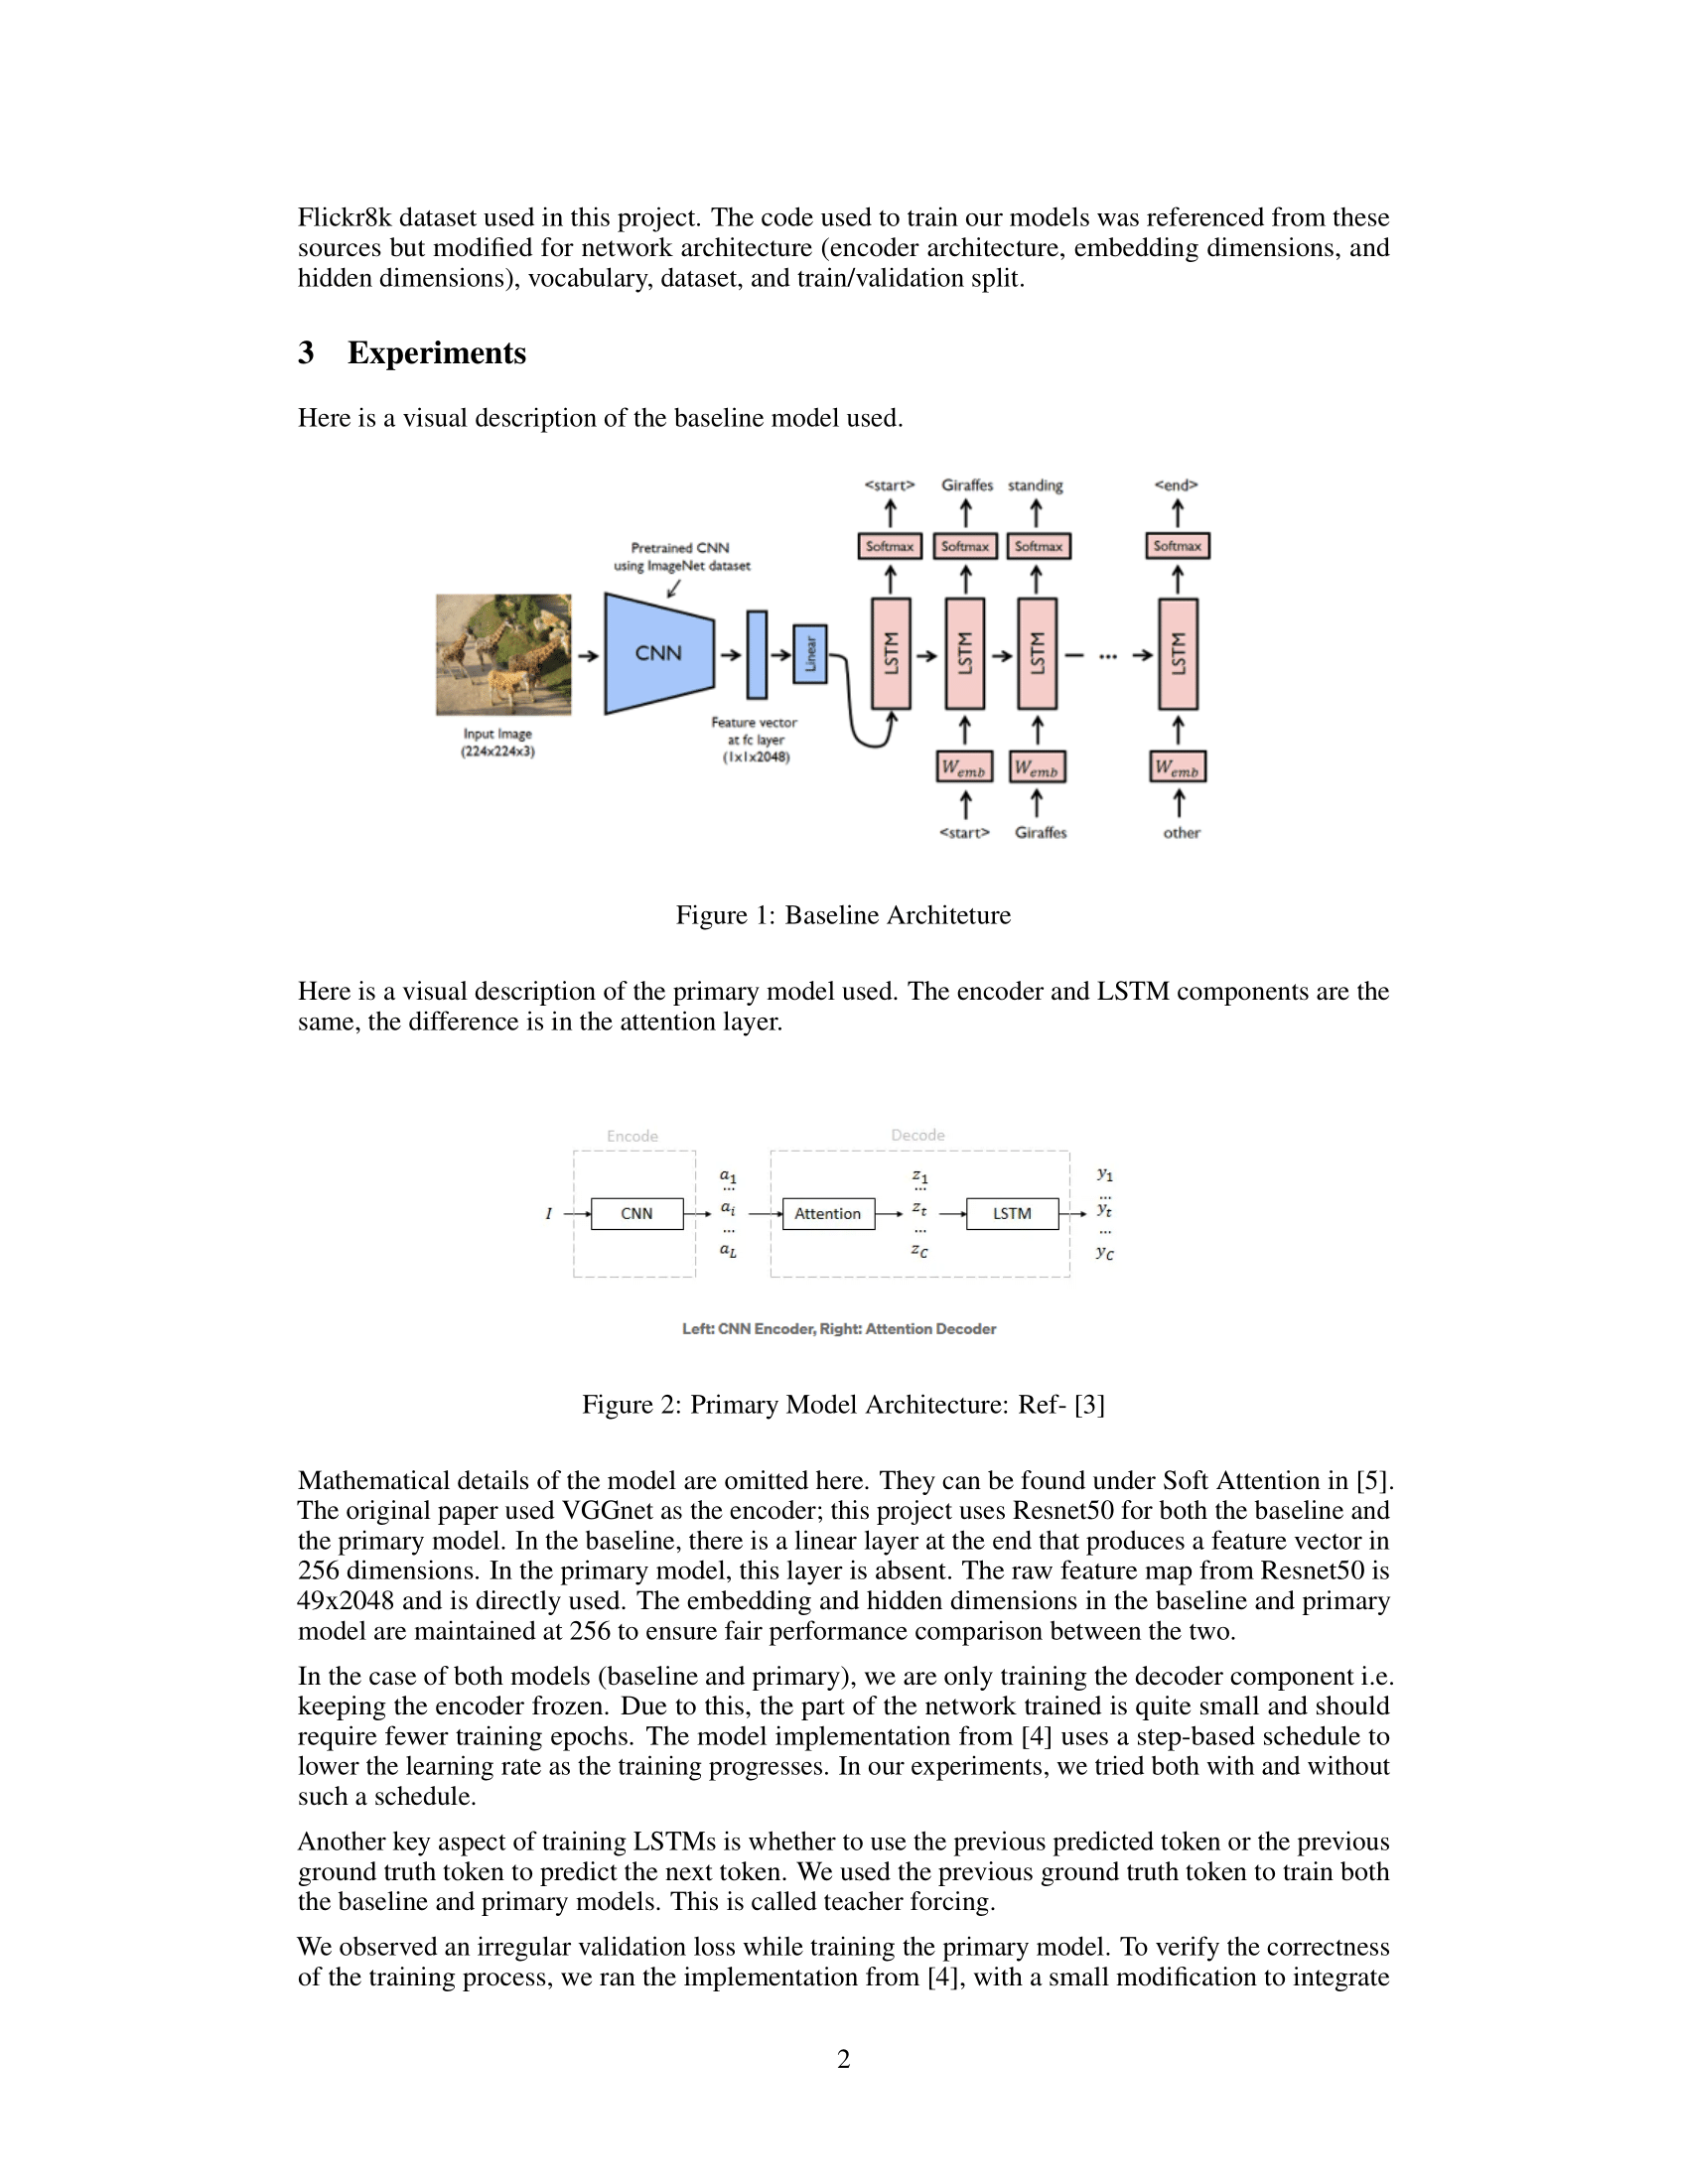 Flickr8k dataset used in this project. The code used to train our models was referenced from these
sources but modified for network architecture (encoder architecture, embedding dimensions, and
hidden dimensions), vocabulary, dataset, and train/validation split.
3 Experiments
Here is a visual description of the baseline model used.
<start> Giraffes standing <end>
Softmax Softmax Softmax Softmax
Pretrained CNN
using ImageNet dataset
CNN
Linear
LSTM LSTM LSTM ... LSTM
Input Image
(224x224x3)
Feature vector
at fc layer
(1x1x2048)
Wemb Wemb Wemb
<start> Giraffes other
Figure 1: Baseline Architeture
Here is a visual description of the primary model used. The encoder and LSTM components are the
same, the difference is in the attention layer.
Encode Decode
a1 z1 y1
... ... ...
I CNN ai Attention zt LSTM yt
... ... ...
aL zC yC
Left: CNN Encoder, Right: Attention Decoder
Figure 2: Primary Model Architecture: Ref- [3]
Mathematical details of the model are omitted here. They can be found under Soft Attention in [5].
The original paper used VGGnet as the encoder; this project uses Resnet50 for both the baseline and
the primary model. In the baseline, there is a linear layer at the end that produces a feature vector in
256 dimensions. In the primary model, this layer is absent. The raw feature map from Resnet50 is
49x2048 and is directly used. The embedding and hidden dimensions in the baseline and primary
model are maintained at 256 to ensure fair performance comparison between the two.
In the case of both models (baseline and primary), we are only training the decoder component i.e.
keeping the encoder frozen. Due to this, the part of the network trained is quite small and should
require fewer training epochs. The model implementation from [4] uses a step-based schedule to
lower the learning rate as the training progresses. In our experiments, we tried both with and without
such a schedule.
Another key aspect of training LSTMs is whether to use the previous predicted token or the previous
ground truth token to predict the next token. We used the previous ground truth token to train both
the baseline and primary models. This is called teacher forcing.
We observed an irregular validation loss while training the primary model. To verify the correctness
of the training process, we ran the implementation from [4], with a small modification to integrate
2